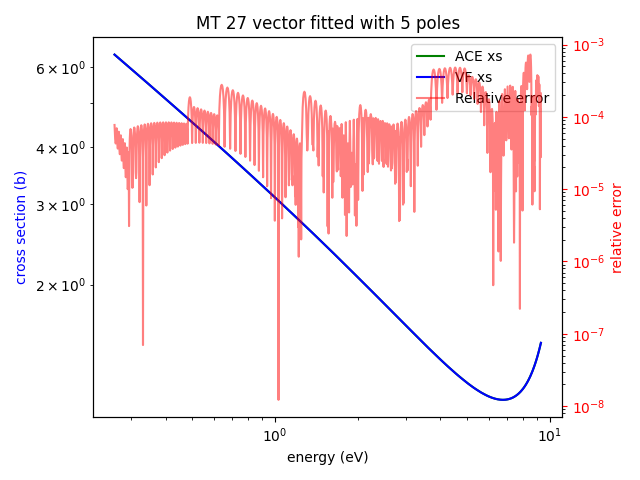 MT 27 vector fitted with 5 poles
ACE xs
VF xs
Relative error
cross section (b)
6 × 10⁰
4 × 10⁰
3 × 10⁰
2 × 10⁰
10⁻³
10⁻⁴
10⁻⁵
10⁻⁶
10⁻⁷
10⁻⁸
relative error
10⁰
10¹
energy (eV)